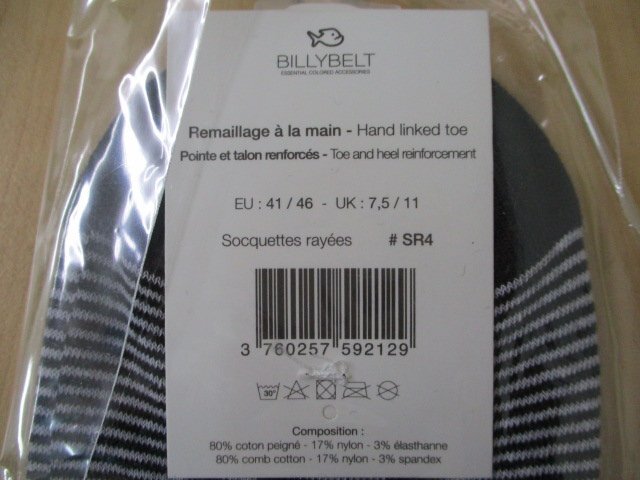 BILLYBELT
ESSENTIAL COLORED ACCESSORIES
Remaillage à la main - Hand linked toe
Pointe et talon renforcés - Toe and heel reinforcement
EU : 41 / 46 - UK : 7,5 / 11
Socquettes rayées # SR4
3 760257 592129
30°
Composition :
80% coton peigné - 17% nylon - 3% élasthanne
80% comb cotton - 17% nylon - 3% spandex